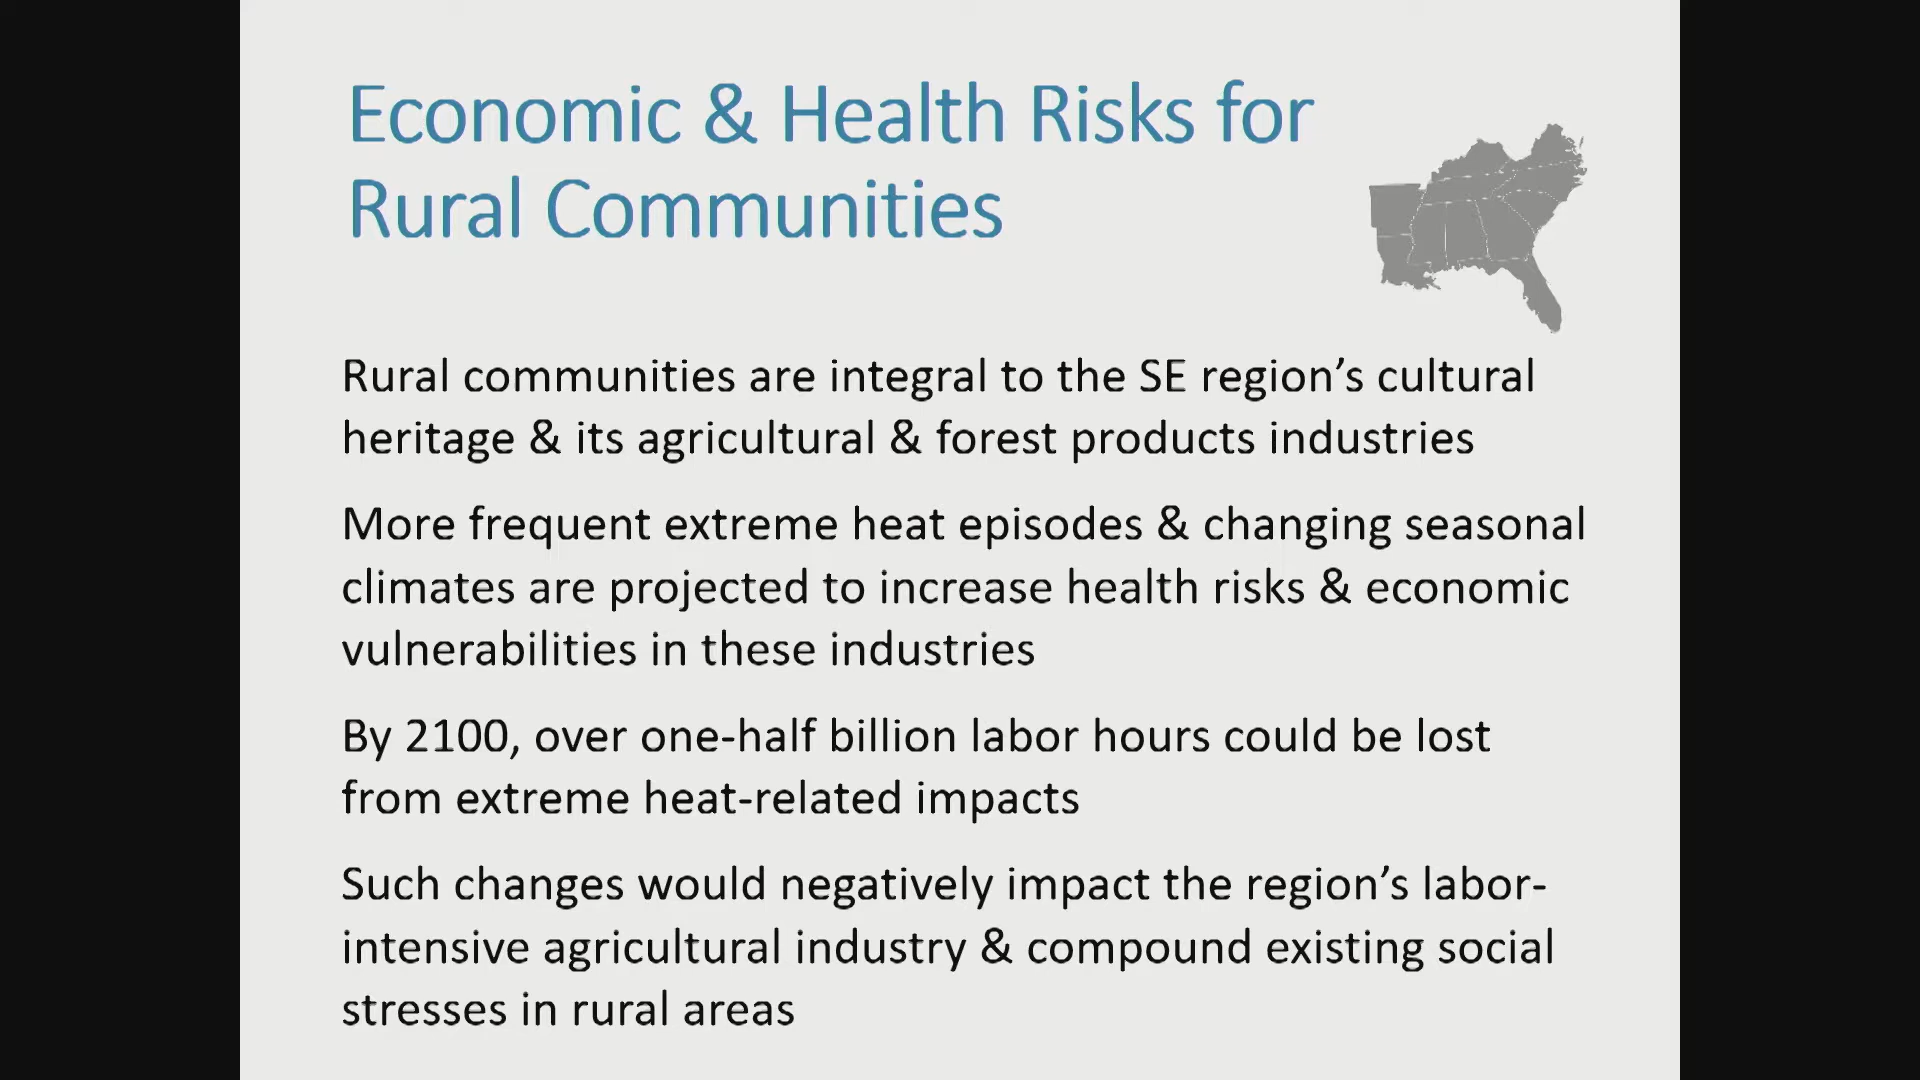 Economic & Health Risks for
Rural Communities
Rural communities are integral to the SE region’s cultural
heritage & its agricultural & forest products industries
More frequent extreme heat episodes & changing seasonal
climates are projected to increase health risks & economic
vulnerabilities in these industries
By 2100, over one-half billion labor hours could be lost
from extreme heat-related impacts
Such changes would negatively impact the region’s labor-
intensive agricultural industry & compound existing social
stresses in rural areas